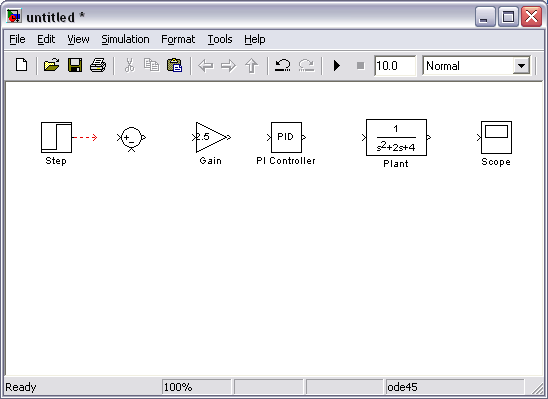 untitled *
File Edit View Simulation Format Tools Help
10.0 Normal
Step
+
-
2.5
Gain
PID
PI Controller
1
s²+2s+4
Plant
Scope
Ready 100% ode45